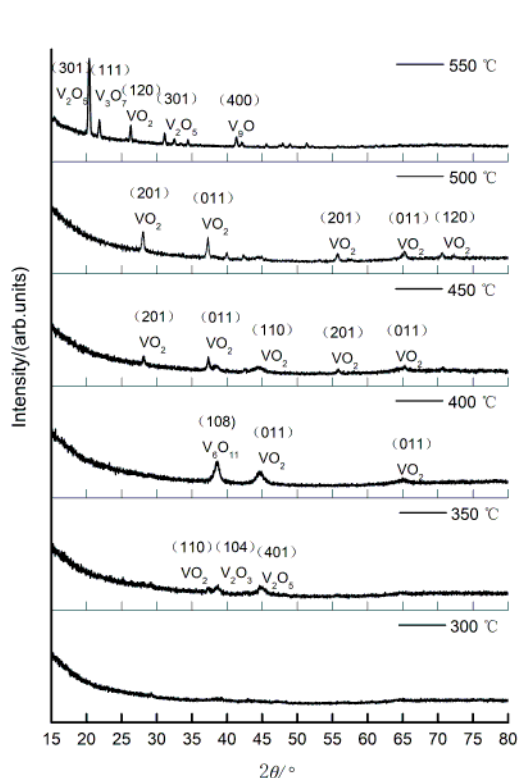 550 ℃
(301) (111) (120) (301) (400)
V₂O₅ V₃O₇ VO₂ V₂O₅ V₉O
500 ℃
(201) (011) (201) (011) (120)
VO₂ VO₂ VO₂ VO₂ VO₂
450 ℃
(201) (011) (110) (201) (011)
VO₂ VO₂ VO₂ VO₂ VO₂
400 ℃
(108) (011) (011)
V₆O₁₁ VO₂ VO₂
350 ℃
(110) (104) (401)
VO₂ V₂O₃ V₂O₅
300 ℃
15 20 25 30 35 40 45 50 55 60 65 70 75 80
2θ/°
Intensity/(arb.units)